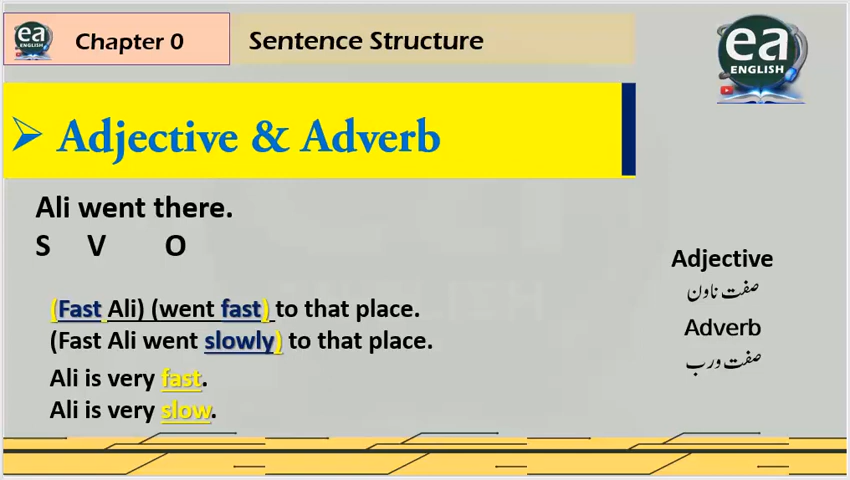 ea
ENGLISH
Chapter 0
Sentence Structure
ea
ENGLISH
➢ Adjective & Adverb
Ali went there.
S V O
(Fast Ali) (went fast) to that place.
(Fast Ali went slowly) to that place.
Ali is very fast.
Ali is very slow.
Adjective
صفت ناون
Adverb
صفت ورب